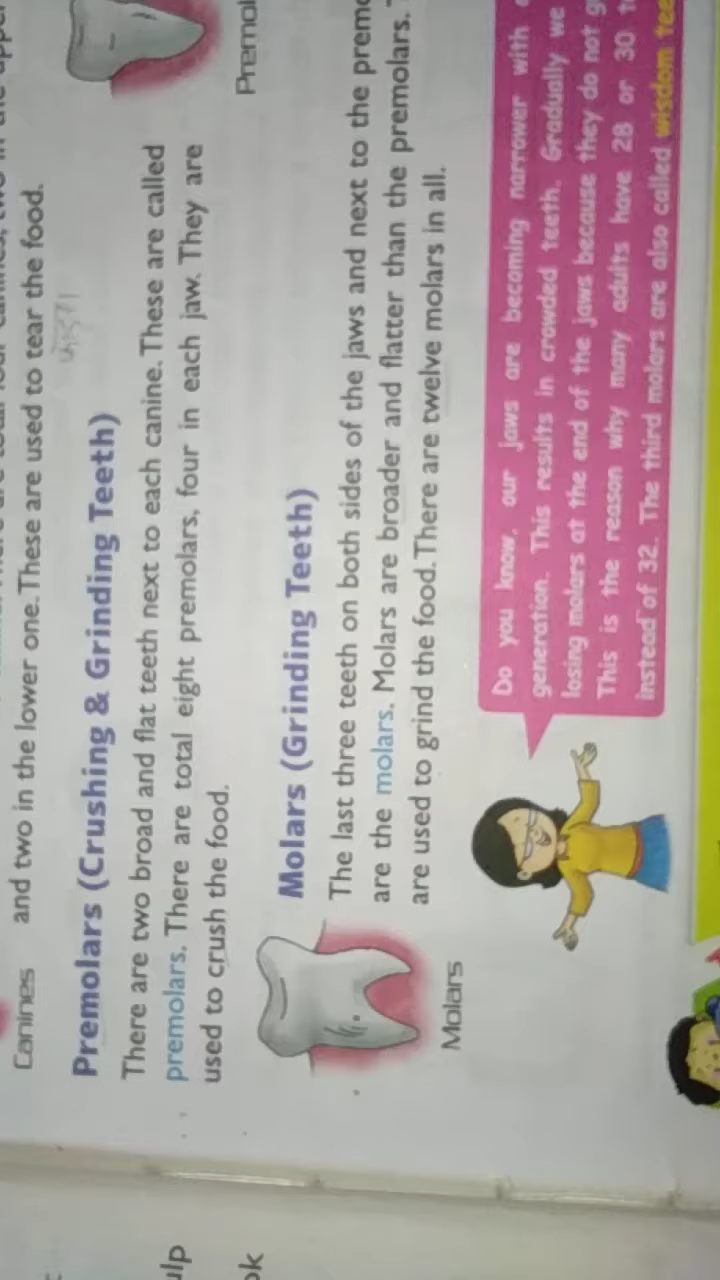 and two in the lower one. These are used to tear the food.
Canines
Premolars (Crushing & Grinding Teeth)
There are two broad and flat teeth next to each canine. These are called
premolars. There are total eight premolars, four in each jaw. They are
used to crush the food.
Premol
Molars (Grinding Teeth)
The last three teeth on both sides of the jaws and next to the premo
are the molars. Molars are broader and flatter than the premolars.
are used to grind the food. There are twelve molars in all.
Molars
Do you know, our jaws are becoming narrower with
generation. This results in crowded teeth. Gradually we
losing molars at the end of the jaws because they do not
This is the reason why many adults have 28 or 30
instead of 32. The third molars are also called wisdom tee
ulp
ok